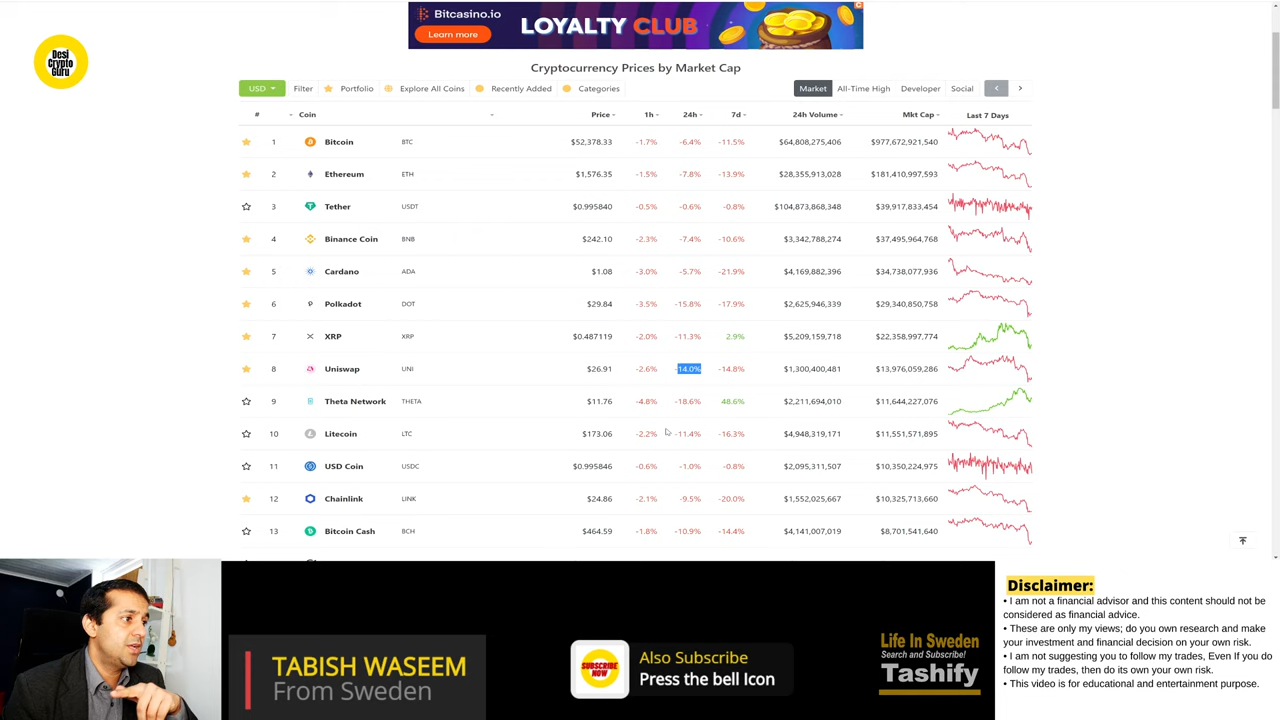 Bitcasino.io
Learn more
LOYALTY CLUB
Desi
Crypto
Guru
Cryptocurrency Prices by Market Cap
USD Filter Portfolio Explore All Coins Recently Added Categories Market All-Time High Developer Social < >
# Coin Price 1h 24h 7d 24h Volume Mkt Cap Last 7 Days
1 Bitcoin BTC $52,378.33 -1.7% -6.4% -11.5% $64,808,275,406 $977,672,921,540
2 Ethereum ETH $1,576.35 -1.5% -7.8% -13.9% $28,355,913,028 $181,410,997,593
3 Tether USDT $0.995840 -0.5% -0.6% -0.8% $104,873,868,348 $39,917,833,454
4 Binance Coin BNB $242.10 -2.3% -7.4% -10.6% $3,342,788,274 $37,495,964,768
5 Cardano ADA $1.08 -3.0% -5.7% -21.9% $4,169,882,396 $34,738,077,936
6 Polkadot DOT $29.84 -3.5% -15.8% -17.9% $2,625,946,339 $29,340,850,758
7 XRP XRP $0.487119 -2.0% -11.3% 2.9% $5,209,159,718 $22,358,997,774
8 Uniswap UNI $26.91 -2.6% -14.0% -14.8% $1,300,400,481 $13,976,059,286
9 Theta Network THETA $11.76 -4.8% -18.6% 48.6% $2,211,694,010 $11,644,227,076
10 Litecoin LTC $173.06 -2.2% -11.4% -16.3% $4,948,319,171 $11,551,571,895
11 USD Coin USDC $0.995846 -0.6% -1.0% -0.8% $2,095,311,507 $10,350,224,975
12 Chainlink LINK $24.86 -2.1% -9.5% -20.0% $1,552,025,667 $10,325,713,660
13 Bitcoin Cash BCH $464.59 -1.8% -10.9% -14.4% $4,141,007,019 $8,701,541,640
TABISH WASEEM
From Sweden
SUBSCRIBE
NOW
Also Subscribe
Press the bell Icon
Life In Sweden
Search and Subscribe!
Tashify
Disclaimer:
• I am not a financial advisor and this content should not be
considered as financial advice.
• These are only my views; do you own research and make
your investment and financial decision on your own risk.
• I am not suggesting you to follow my trades, Even If you do
follow my trades, then do its own your own risk.
• This video is for educational and entertainment purpose.